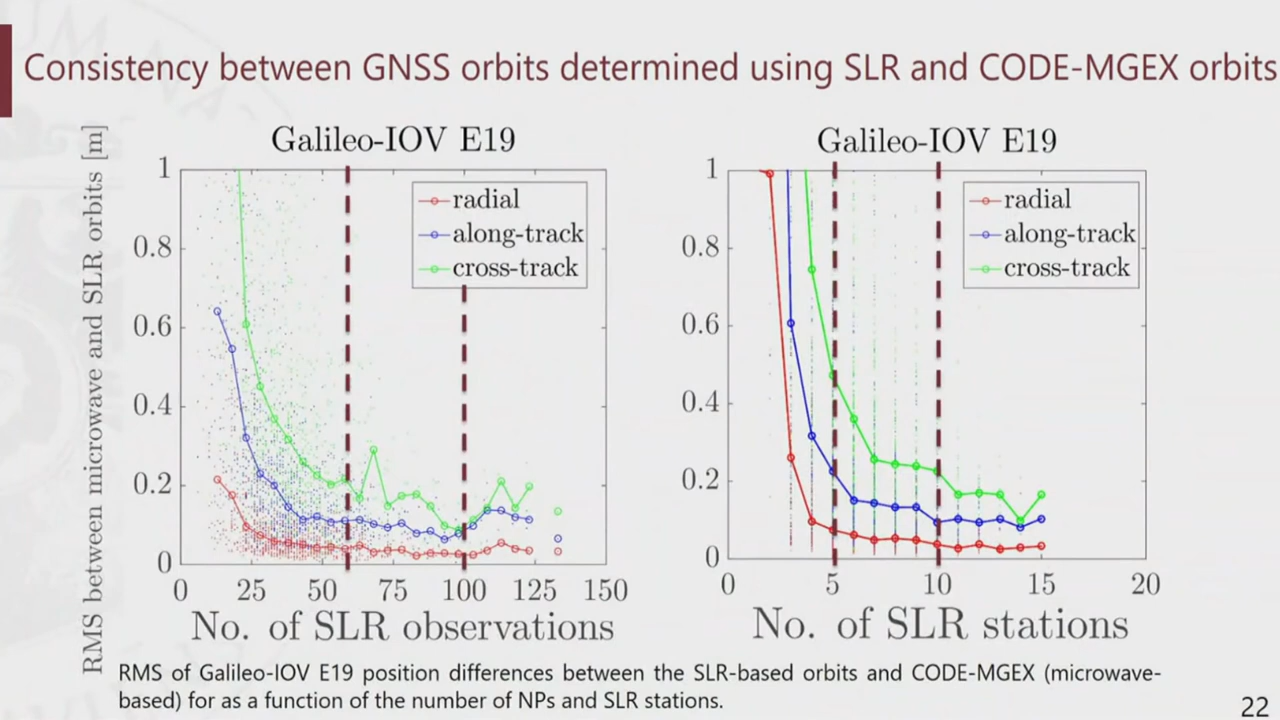 Consistency between GNSS orbits determined using SLR and CODE-MGEX orbits
RMS between microwave and SLR orbits [m]
Galileo-IOV E19
radial
along-track
cross-track
1
0.8
0.6
0.4
0.2
0
0 25 50 75 100 125 150
No. of SLR observations
Galileo-IOV E19
radial
along-track
cross-track
1
0.8
0.6
0.4
0.2
0
0 5 10 15 20
No. of SLR stations
RMS of Galileo-IOV E19 position differences between the SLR-based orbits and CODE-MGEX (microwave-
based) for as a function of the number of NPs and SLR stations.
22